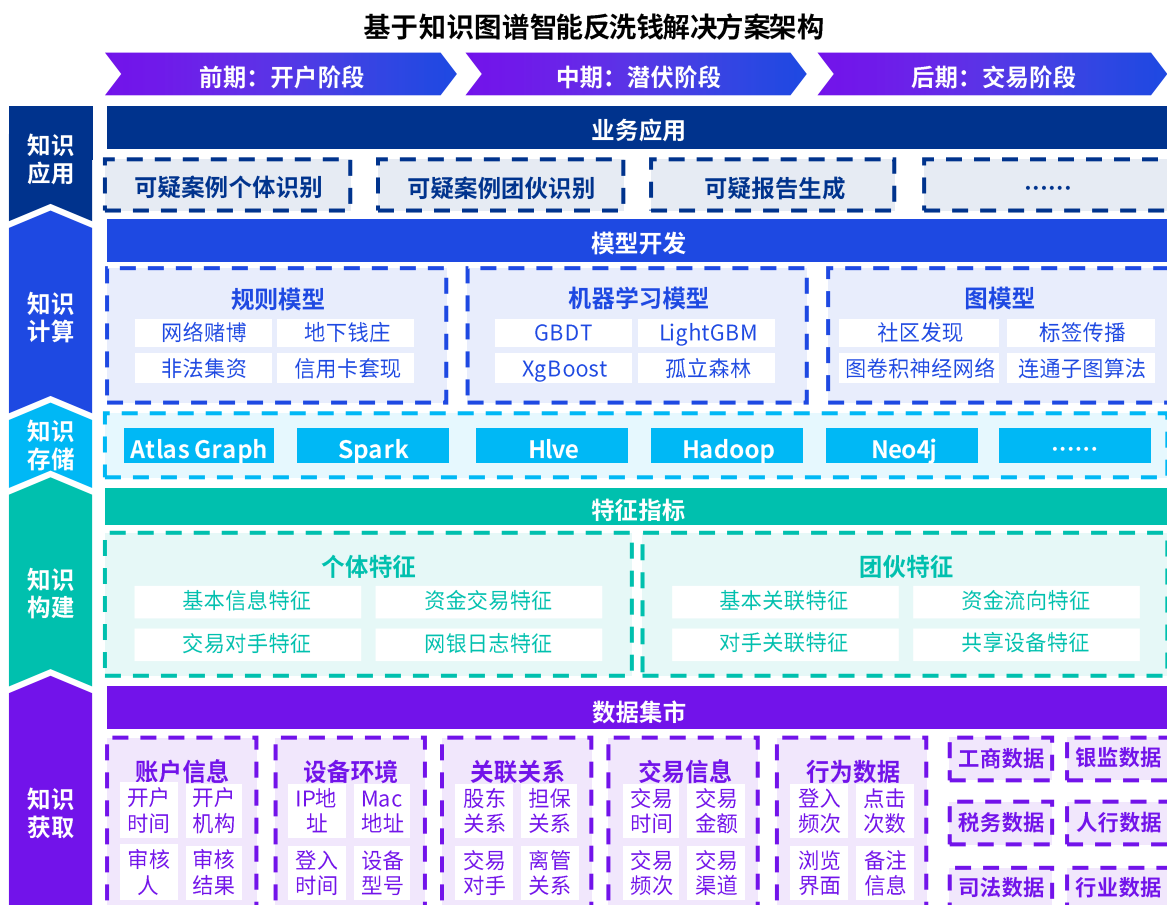 基于知识图谱智能反洗钱解决方案架构
前期：开户阶段
中期：潜伏阶段
后期：交易阶段
知识
应用
业务应用
可疑案例个体识别
可疑案例团伙识别
可疑报告生成
……
知识
计算
模型开发
规则模型
网络赌博
地下钱庄
非法集资
信用卡套现
机器学习模型
GBDT
LightGBM
XgBoost
孤立森林
图模型
社区发现
标签传播
图卷积神经网络
连通子图算法
知识
存储
Atlas Graph
Spark
Hlve
Hadoop
Neo4j
……
知识
构建
特征指标
个体特征
基本信息特征
资金交易特征
交易对手特征
网银日志特征
团伙特征
基本关联特征
资金流向特征
对手关联特征
共享设备特征
知识
获取
数据集市
账户信息
开户
时间
开户
机构
审核
人
审核
结果
设备环境
IP地
址
Mac
地址
登入
时间
设备
型号
关联关系
股东
关系
担保
关系
交易
对手
离管
关系
交易信息
交易
时间
交易
金额
交易
频次
交易
渠道
行为数据
登入
频次
点击
次数
浏览
界面
备注
信息
工商数据
银监数据
税务数据
人行数据
司法数据
行业数据